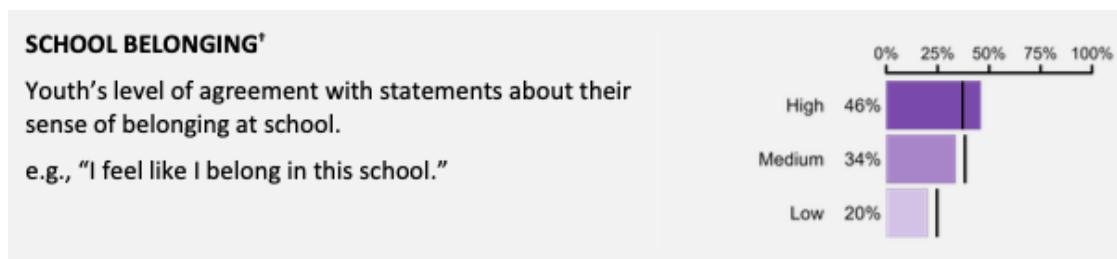 SCHOOL BELONGING†
Youth’s level of agreement with statements about their
sense of belonging at school.
e.g., “I feel like I belong in this school.”
0% 25% 50% 75% 100%
High 46%
Medium 34%
Low 20%